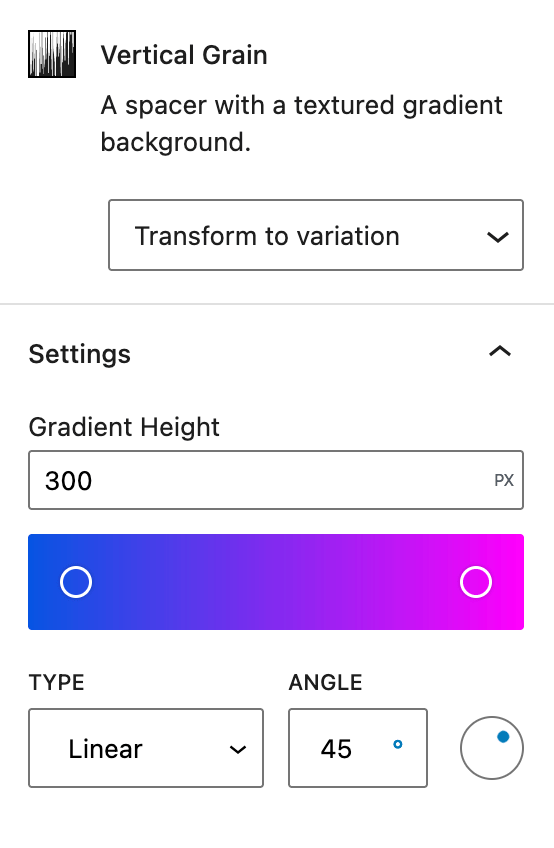 Vertical Grain
A spacer with a textured gradient
background.
Transform to variation
Settings
Gradient Height
300 PX
TYPE ANGLE
Linear 45 °